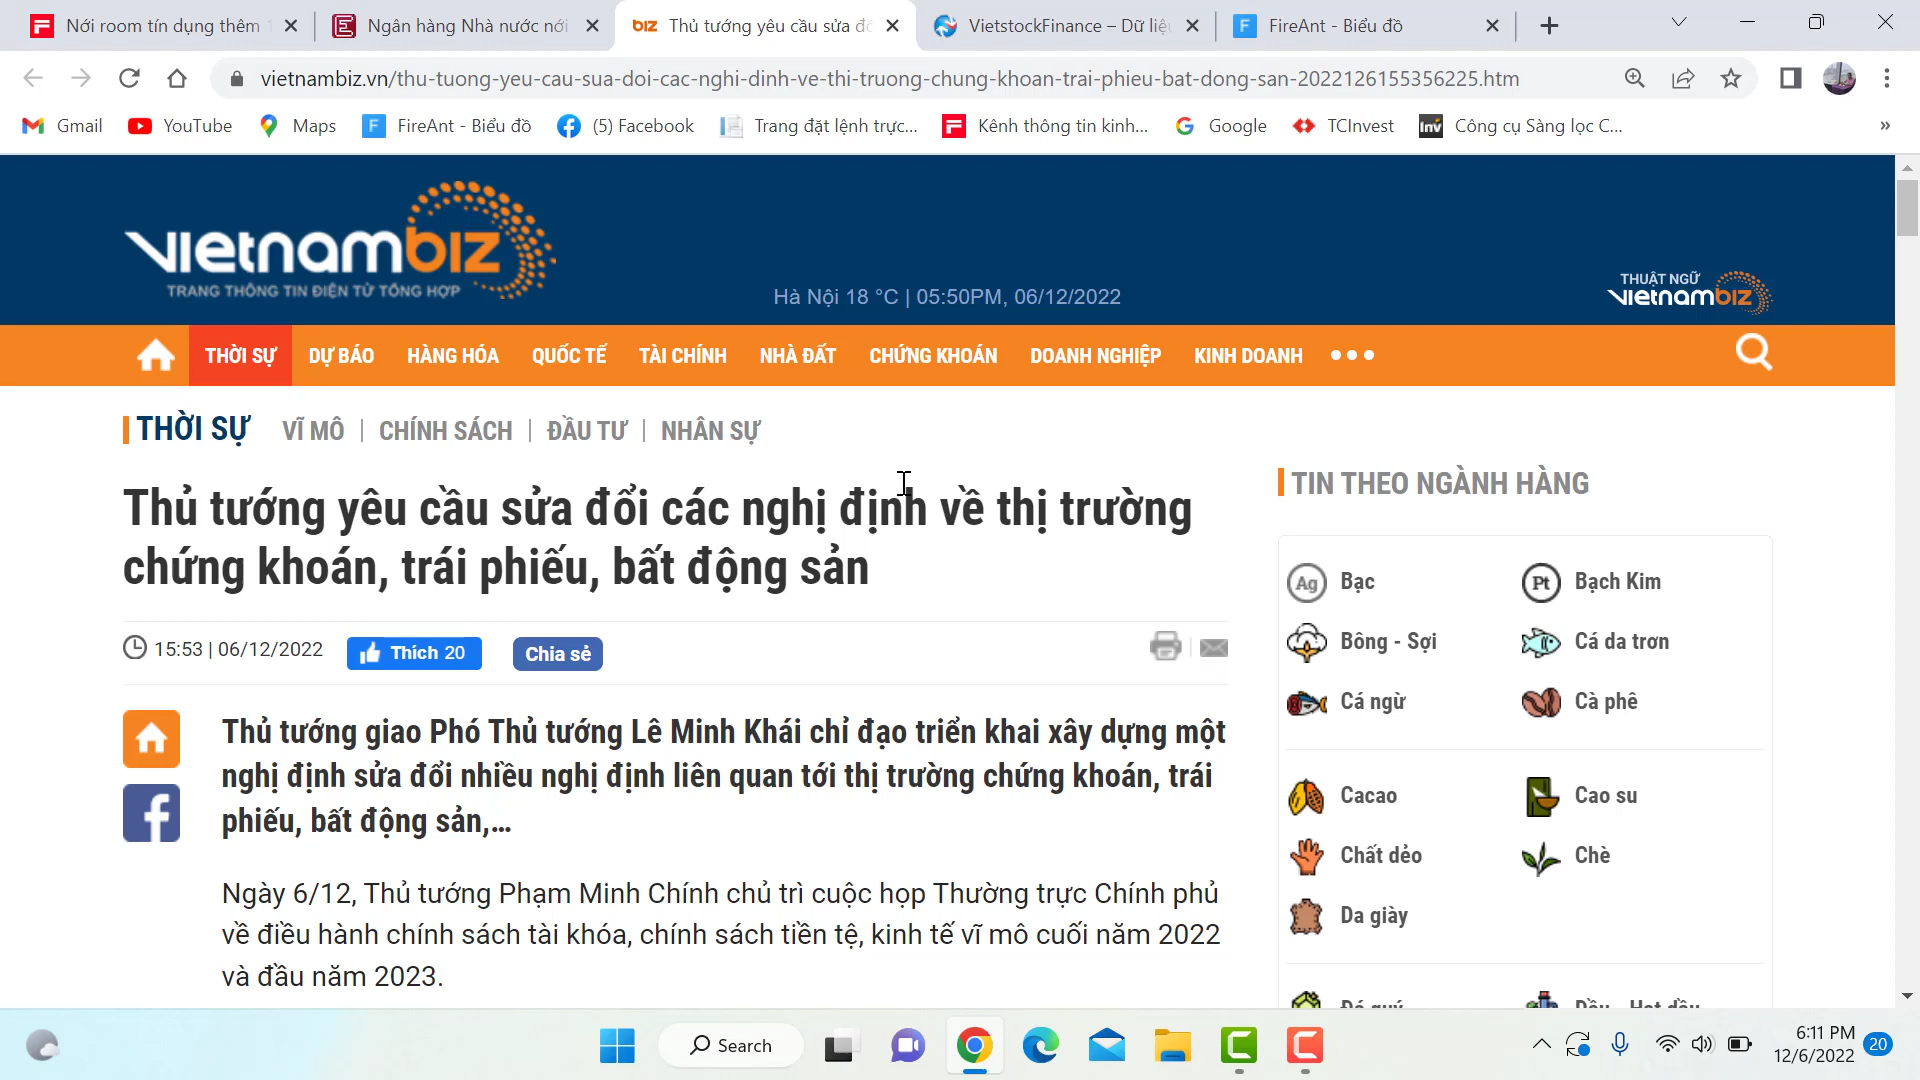 Nới room tín dụng thêm 1
Ngân hàng Nhà nước nới
biz Thủ tướng yêu cầu sửa đổ
VietstockFinance – Dữ liệu
FireAnt - Biểu đồ
vietnambiz.vn/thu-tuong-yeu-cau-sua-doi-cac-nghi-dinh-ve-thi-truong-chung-khoan-trai-phieu-bat-dong-san-2022126155356225.htm
Gmail
YouTube
Maps
FireAnt - Biểu đồ
(5) Facebook
Trang đặt lệnh trực...
Kênh thông tin kinh...
Google
TCInvest
Inv Công cụ Sàng lọc C...
»
vietnambiz
TRANG THÔNG TIN ĐIỆN TỬ TỔNG HỢP
Hà Nội 18 °C | 05:50PM, 06/12/2022
THUẬT NGỮ
vietnambiz
THỜI SỰ DỰ BÁO HÀNG HÓA QUỐC TẾ TÀI CHÍNH NHÀ ĐẤT CHỨNG KHOÁN DOANH NGHIỆP KINH DOANH
THỜI SỰ VĨ MÔ | CHÍNH SÁCH | ĐẦU TƯ | NHÂN SỰ
Thủ tướng yêu cầu sửa đổi các nghị định về thị trường
chứng khoán, trái phiếu, bất động sản
15:53 | 06/12/2022
Thích 20
Chia sẻ
Thủ tướng giao Phó Thủ tướng Lê Minh Khái chỉ đạo triển khai xây dựng một
nghị định sửa đổi nhiều nghị định liên quan tới thị trường chứng khoán, trái
phiếu, bất động sản,...
Ngày 6/12, Thủ tướng Phạm Minh Chính chủ trì cuộc họp Thường trực Chính phủ
về điều hành chính sách tài khóa, chính sách tiền tệ, kinh tế vĩ mô cuối năm 2022
và đầu năm 2023.
TIN THEO NGÀNH HÀNG
Ag Bạc
Pt Bạch Kim
Bông - Sợi
Cá da trơn
Cá ngừ
Cà phê
Cacao
Cao su
Chất dẻo
Chè
Da giày
Đá quý
Dầu - Hạt dầu
Search
6:11 PM
12/6/2022
20